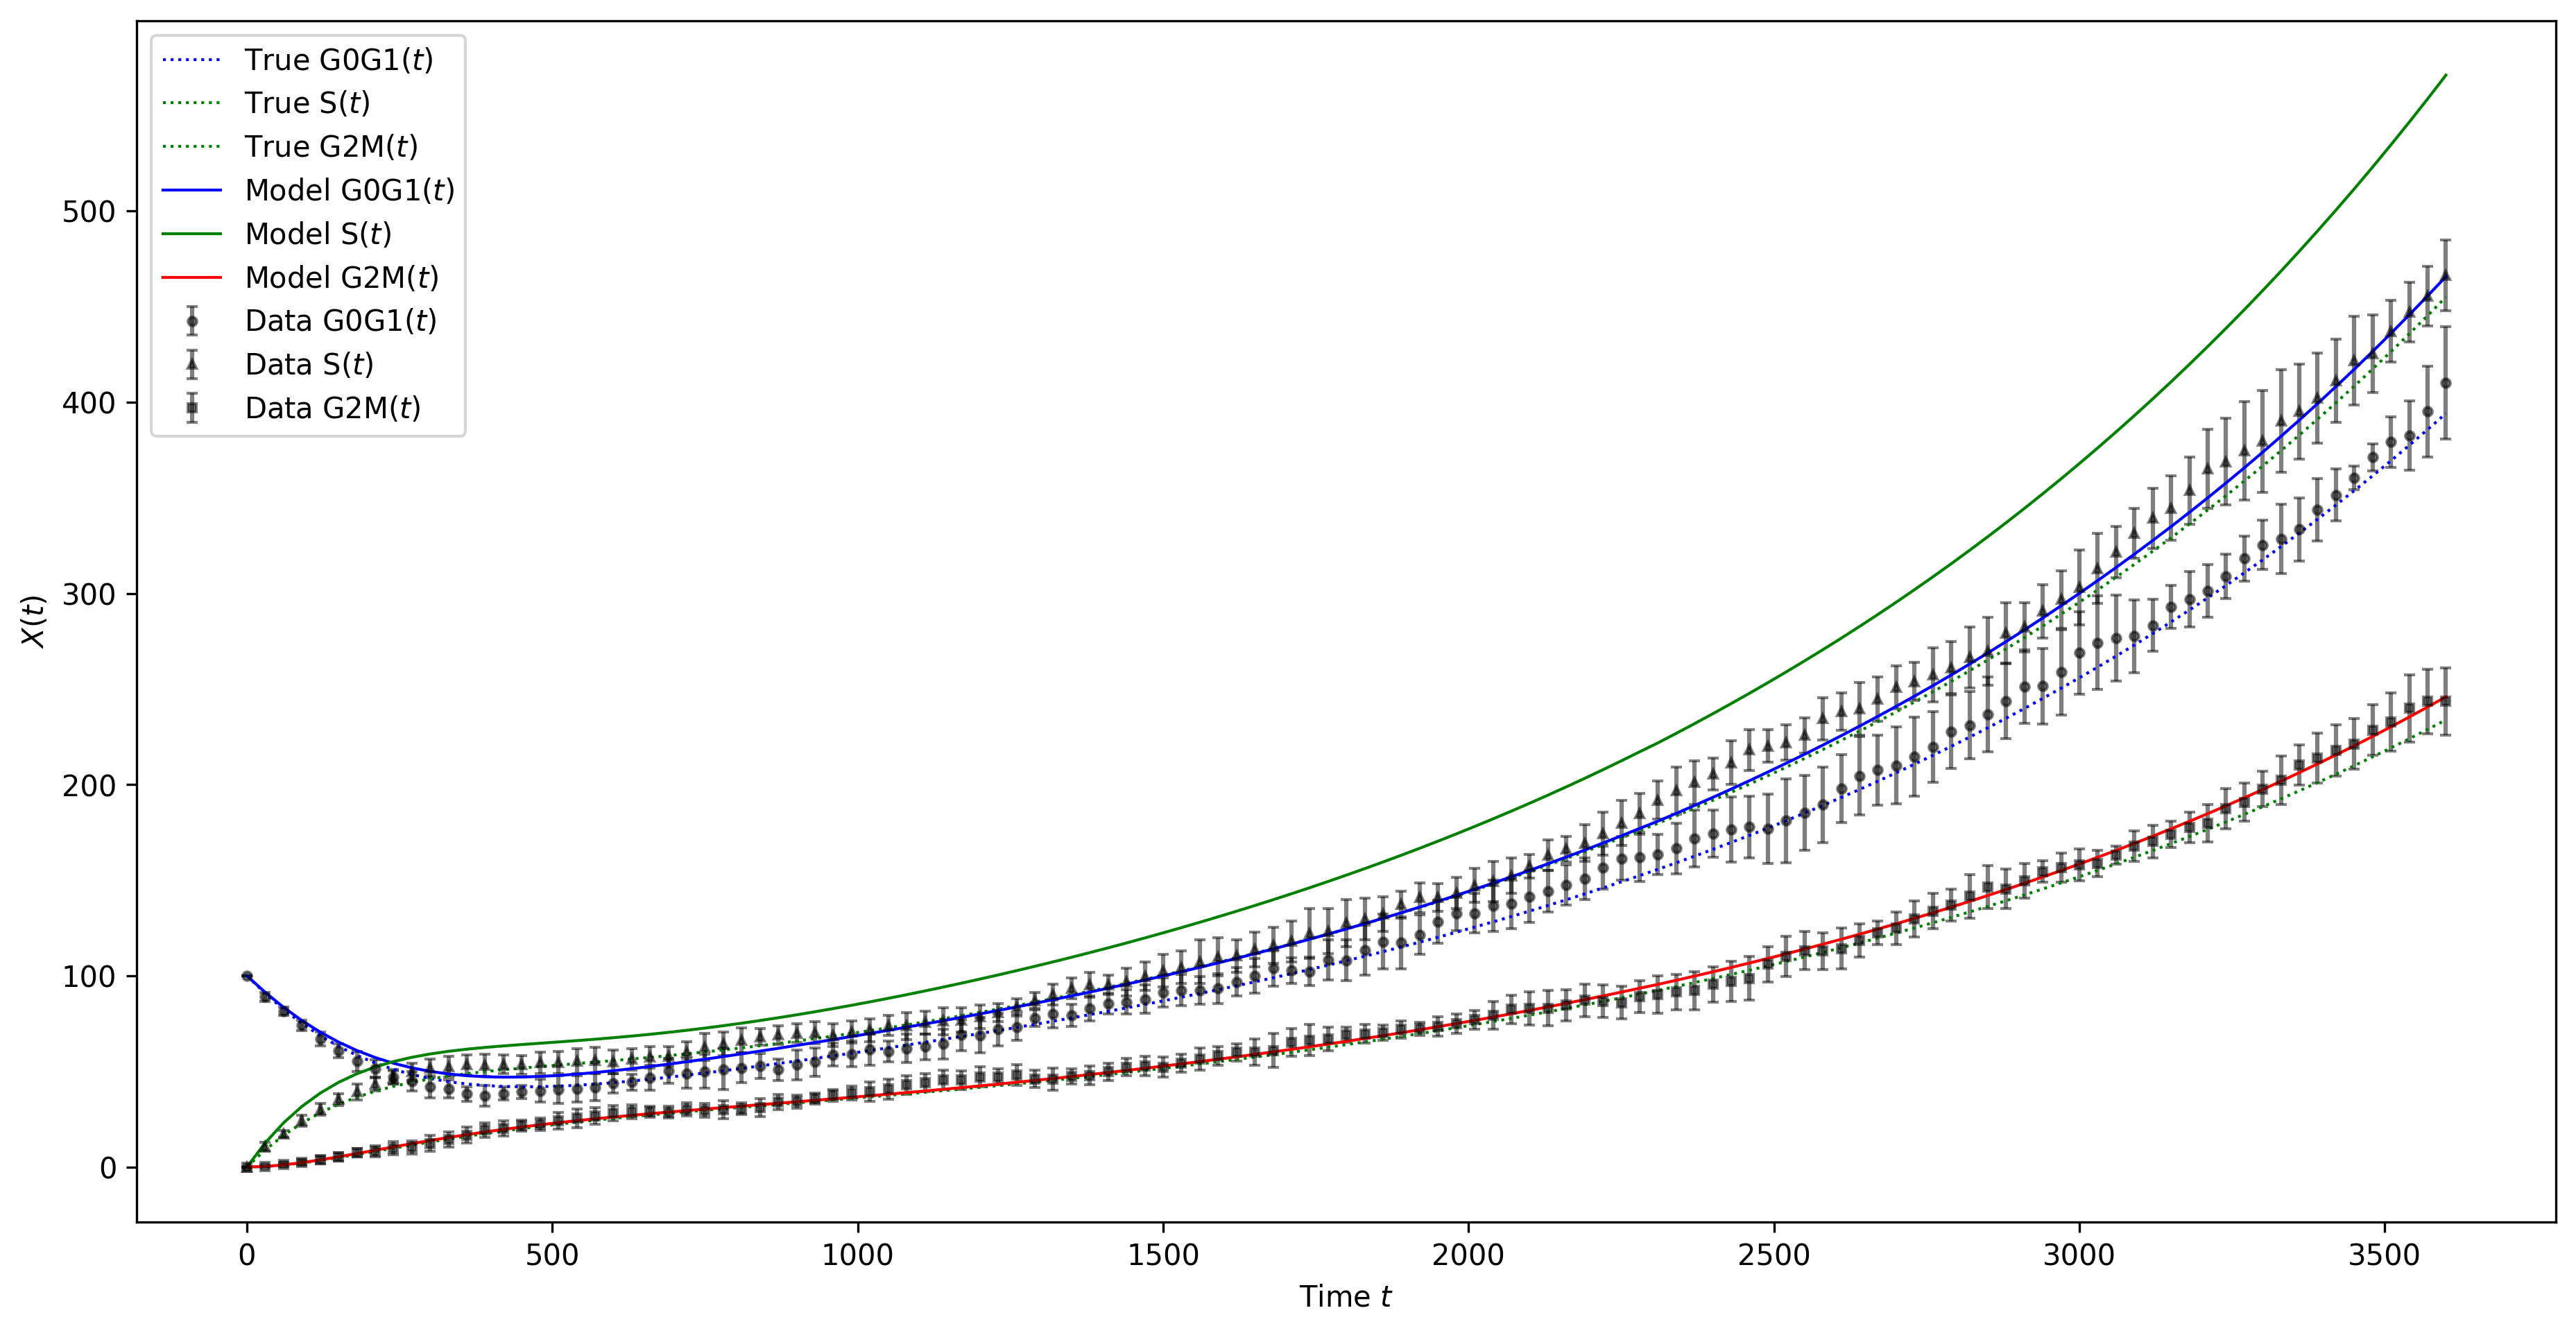 True G0G1(t)
True S(t)
True G2M(t)
Model G0G1(t)
Model S(t)
Model G2M(t)
Data G0G1(t)
Data S(t)
Data G2M(t)
500
400
300
200
100
0
X(t)
0 500 1000 1500 2000 2500 3000 3500
Time t